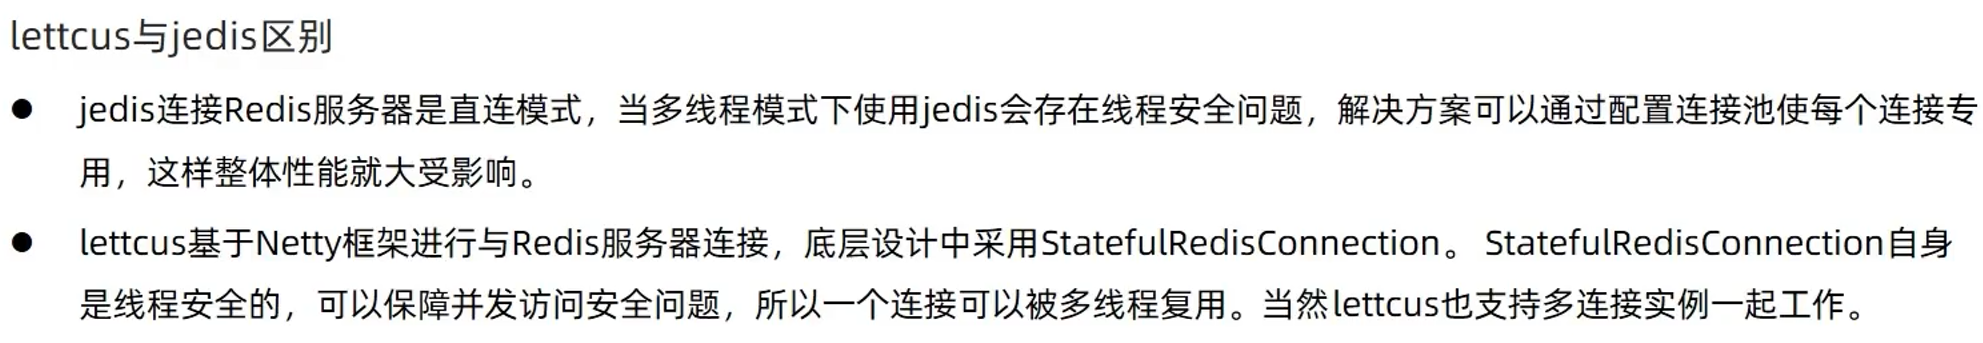 lettcus与jedis区别
● jedis连接Redis服务器是直连模式，当多线程模式下使用jedis会存在线程安全问题，解决方案可以通过配置连接池使每个连接专
用，这样整体性能就大受影响。
● lettcus基于Netty框架进行与Redis服务器连接，底层设计中采用StatefulRedisConnection。 StatefulRedisConnection自身
是线程安全的，可以保障并发访问安全问题，所以一个连接可以被多线程复用。当然lettcus也支持多连接实例一起工作。